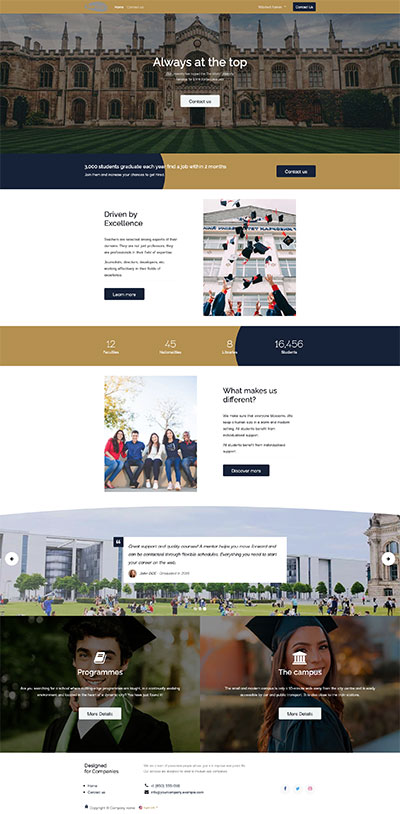 Home Contact us
Contact Us
Always at the top
Contact us
3,000 students graduate each year find a job within 2 months
Join them and increase your chances to get hired.
Contact us
Driven by
Excellence
Teachers are selected among experts of their
domains. They are not just professors, they
are professionals in their field of expertise.
Journalists, directors, developers, etc.
working effectively in their fields of
excellence.
Learn more
12 45 8 16,456
Faculties Nationalities Libraries Students
What makes us
different?
We make sure that everyone blossoms. We
keep a human size in a warm and modern
setting. All students benefit from
individualized support.
All students benefit from individualized
support.
Discover more
Great support and quality courses! A mentor helps you move forward and
can be contacted through flexible schedules. Everything you need to start
your career on the web.
John DOE - Graduated in 2020
Programmes
Are you searching for a school where cutting-edge programmes are taught, in a continually evolving
environment and located in the heart of a dynamic city? You have just found it!
More Details
The campus
The small and modern campus is only 10 minutes away from the city centre and is easily
accessible by car and public transport. It is also close to the train stations.
More Details
Designed
for Companies
Home
Contact us
+1 (650) 555-0111
info@yourcompany.example.com
Copyright © Company name